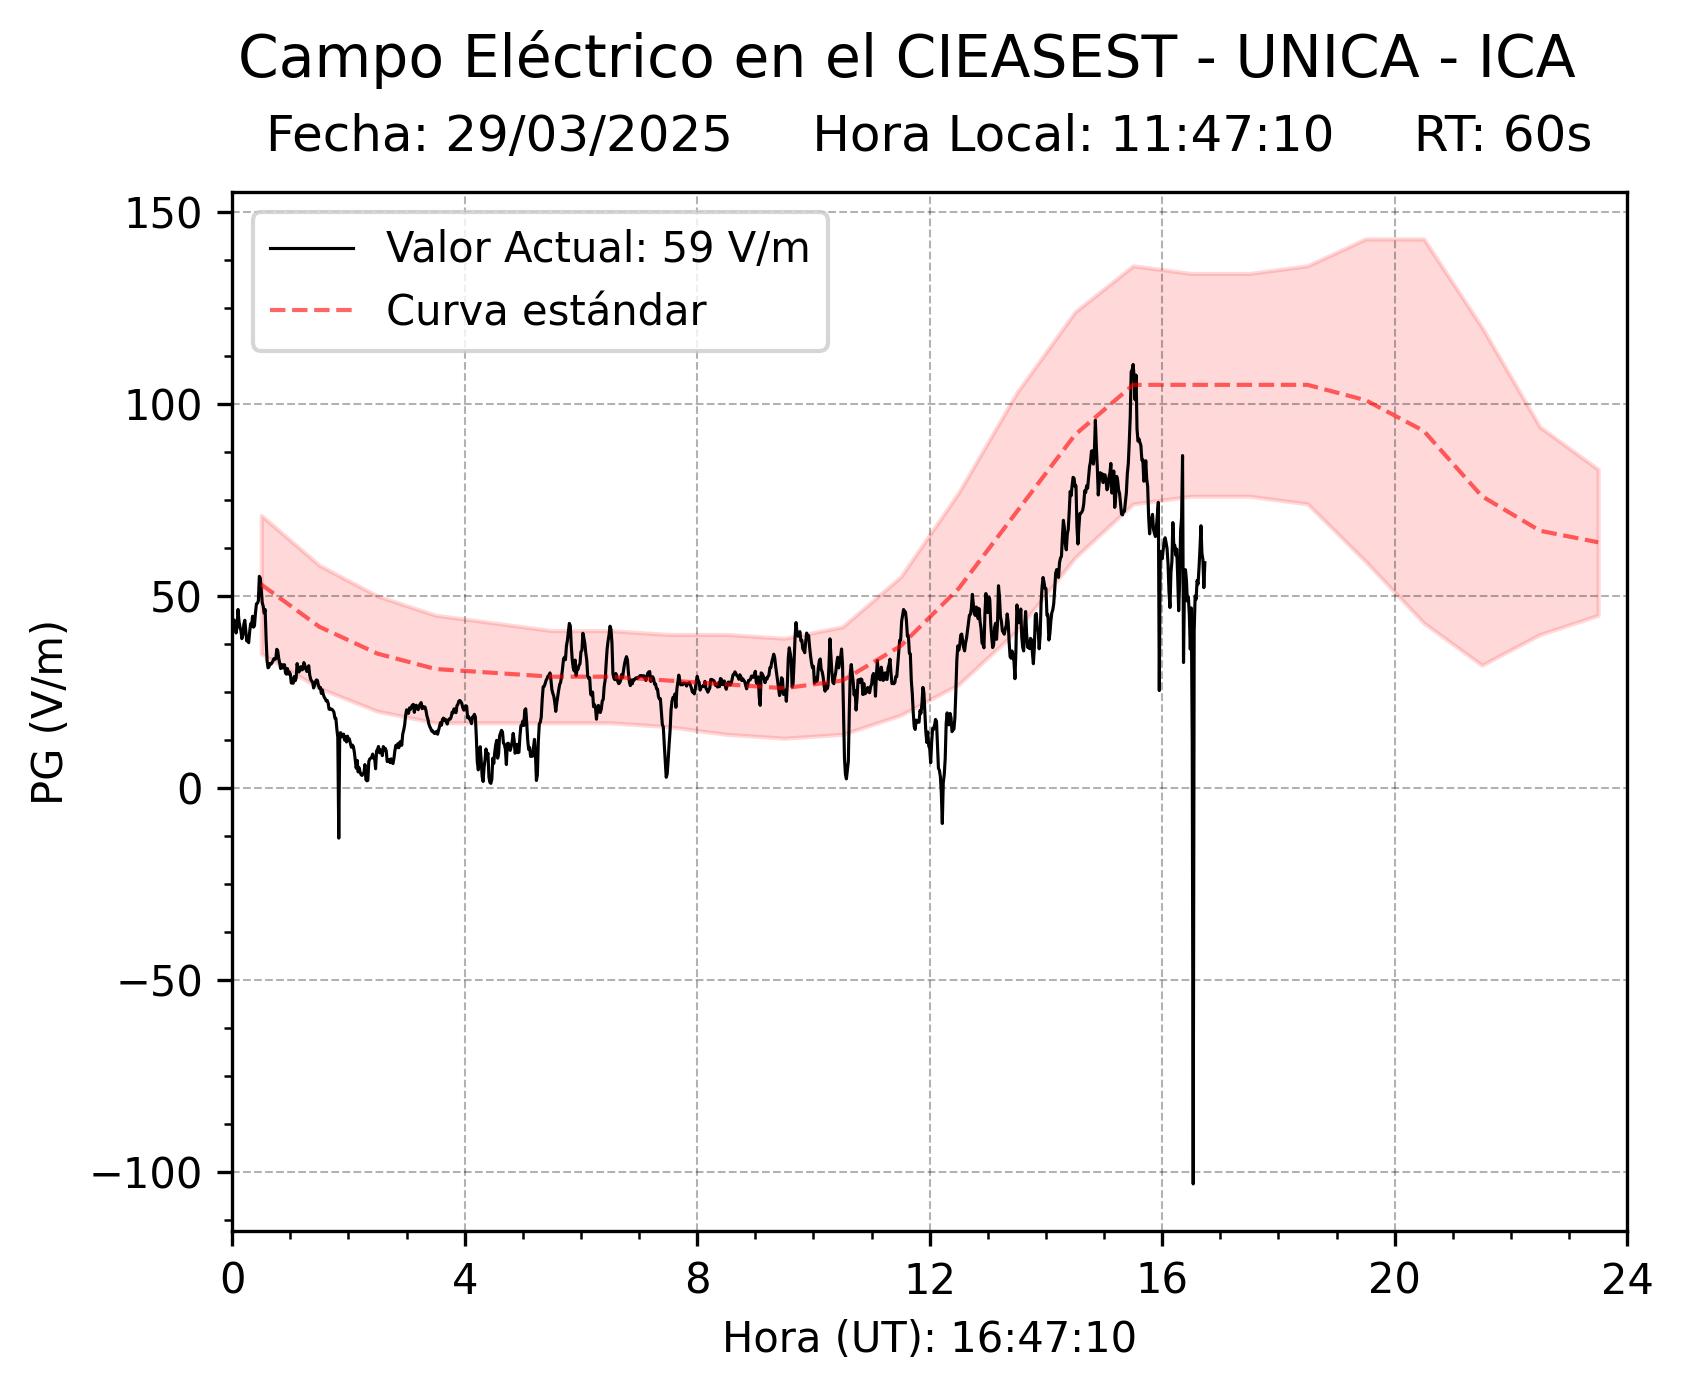 Campo Eléctrico en el CIEASEST - UNICA - ICA
Fecha: 29/03/2025 Hora Local: 11:47:10 RT: 60s
Valor Actual: 59 V/m
Curva estándar
PG (V/m)
150
100
50
0
−50
−100
0 4 8 12 16 20 24
Hora (UT): 16:47:10